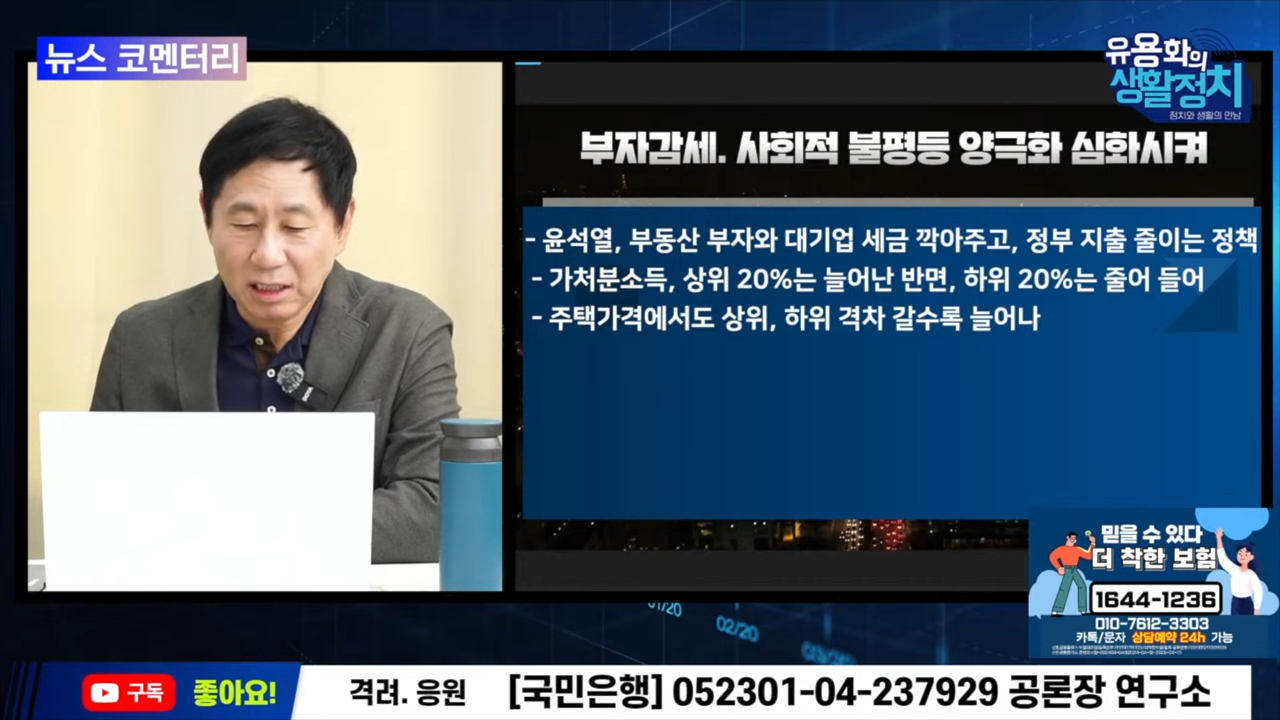 뉴스 코멘터리
유용화의
생활정치
정치와 생활의 만남
부자감세. 사회적 불평등 양극화 심화시켜
- 윤석열, 부동산 부자와 대기업 세금 깍아주고, 정부 지출 줄이는 정책
- 가처분소득, 상위 20%는 늘어난 반면, 하위 20%는 줄어 들어
- 주택가격에서도 상위, 하위 격차 갈수록 늘어나
믿을 수 있다
더 착한 보험
1644-1236
010-7612-3303
카톡/문자 상담예약 24h 가능
01/20
02/20
구독
좋아요!
격려. 응원 [국민은행] 052301-04-237929 공론장 연구소